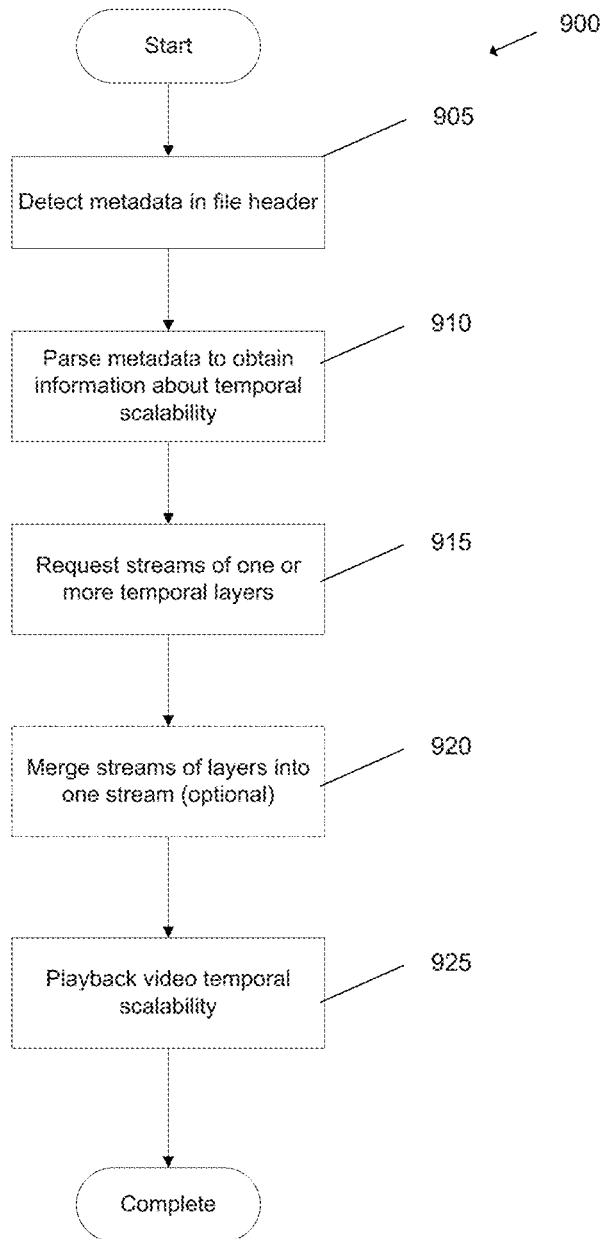 Start
900
905
Detect metadata in file header
910
Parse metadata to obtain
information about temporal
scalability
915
Request streams of one or
more temporal layers
920
Merge streams of layers into
one stream (optional)
925
Playback video temporal
scalability
Complete